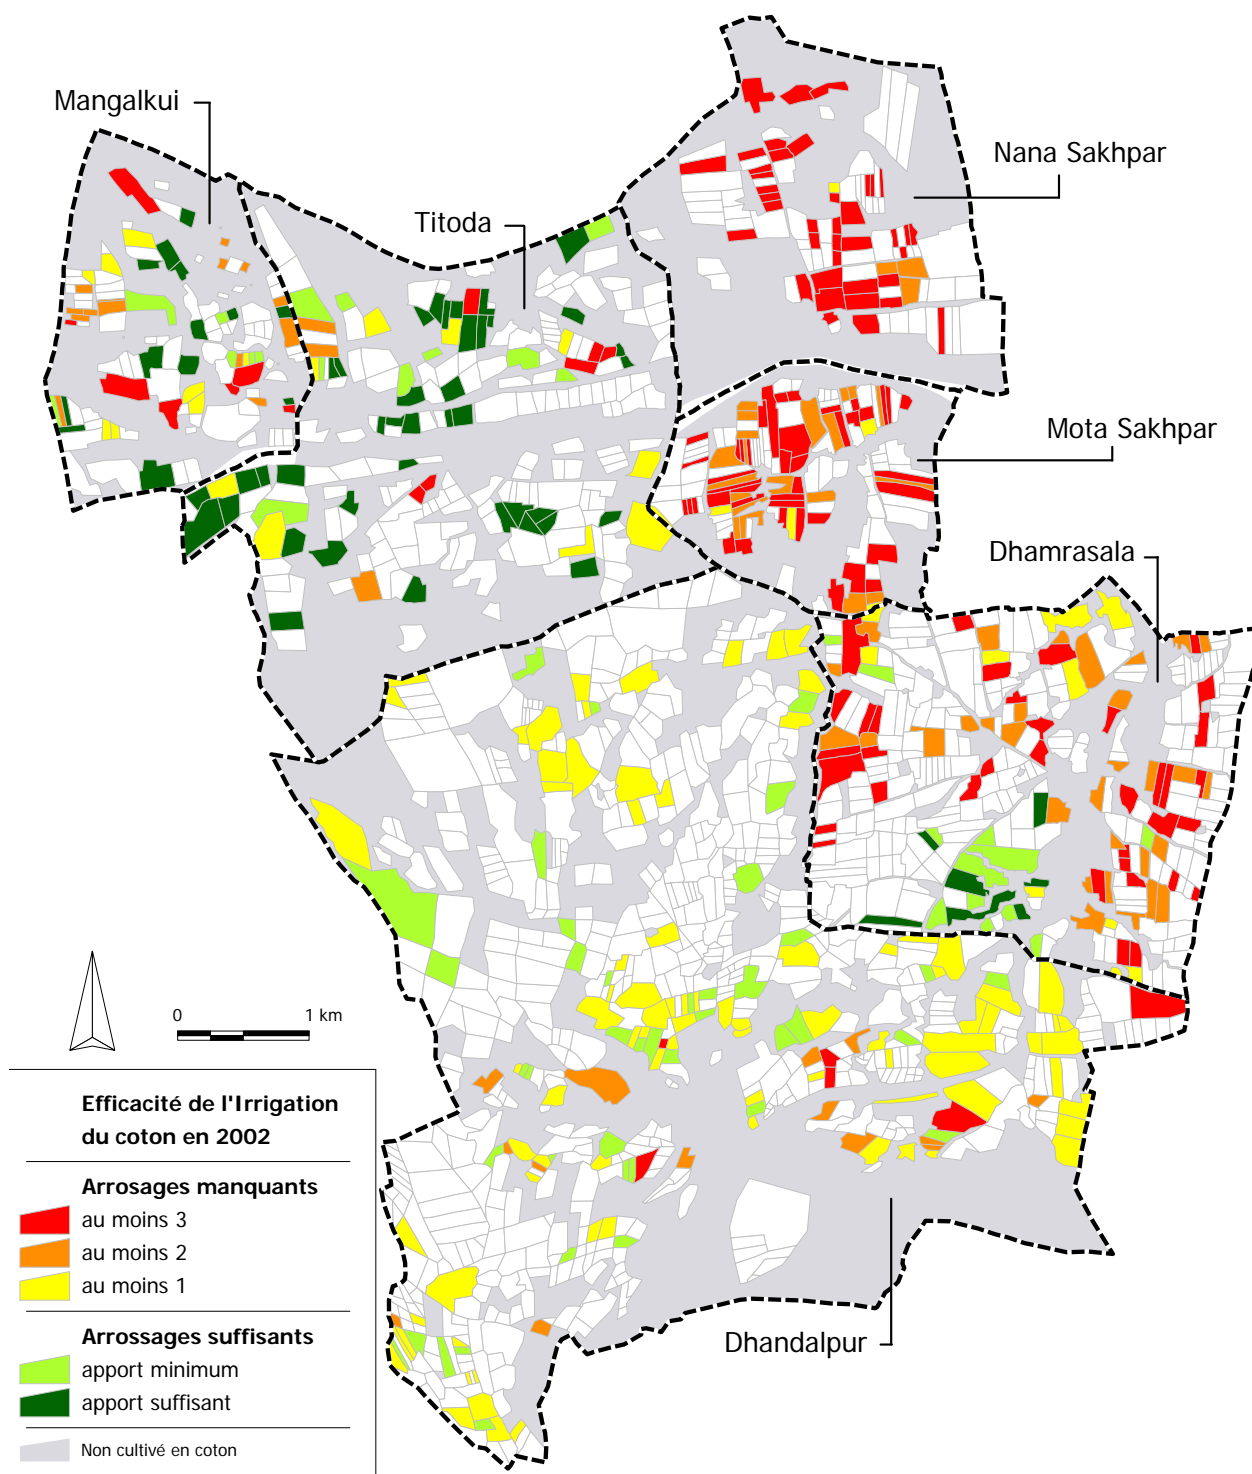 Mangalkui
Nana Sakhpar
Titoda
Mota Sakhpar
Dhamrasala
0 1 km
Efficacité de l'Irrigation
du coton en 2002
Arrosages manquants
au moins 3
au moins 2
au moins 1
Arrossages suffisants
apport minimum
apport suffisant
Non cultivé en coton
Dhandalpur